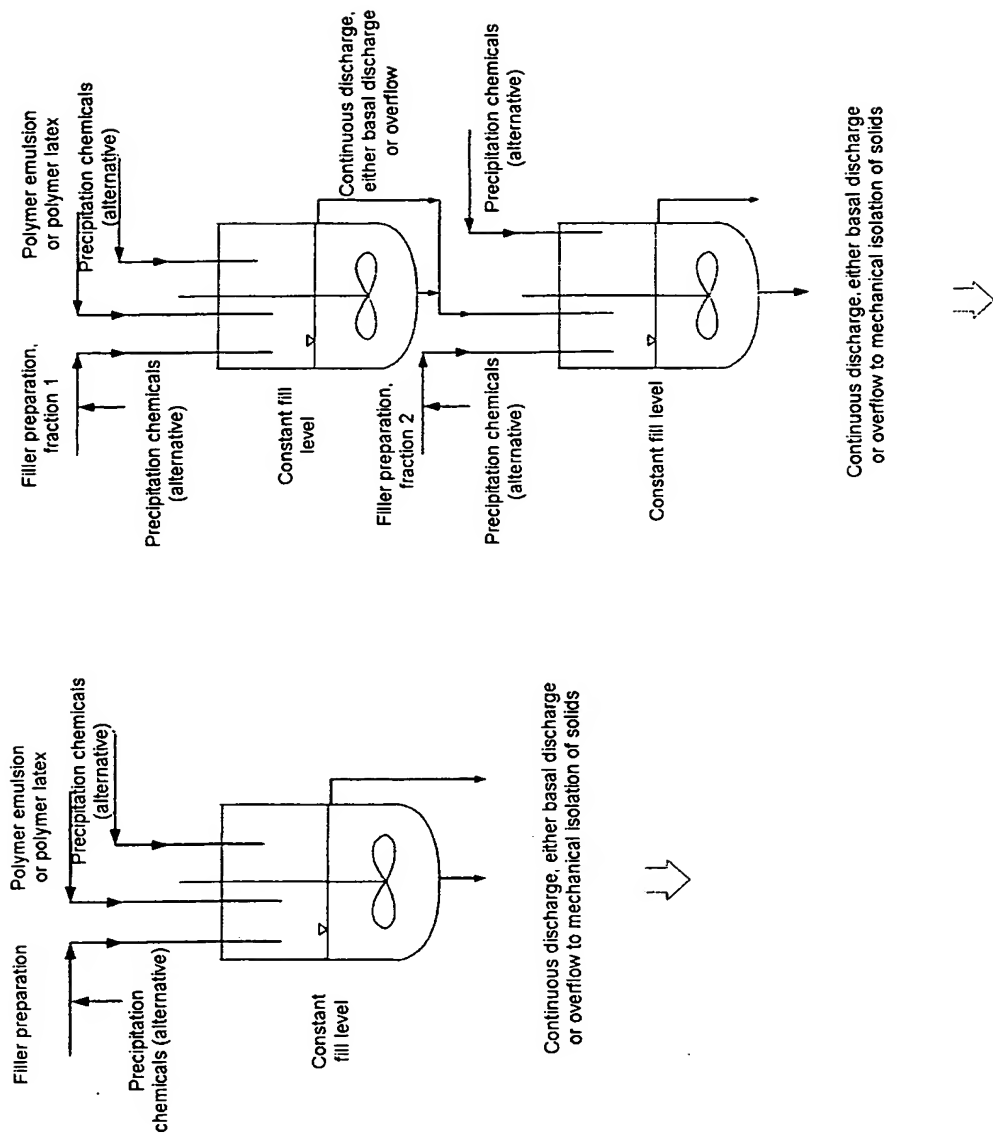 Filler preparation
Precipitation
chemicals (alternative)
Polymer emulsion
or polymer latex
Precipitation chemicals
(alternative)
Constant
fill level
Continuous discharge, either basal discharge
or overflow to mechanical isolation of solids
Filler preparation,
fraction 1
Precipitation chemicals
(alternative)
Polymer emulsion
or polymer latex
Precipitation chemicals
(alternative)
Constant fill
level
Continuous discharge,
either basal discharge
or overflow
Filler preparation,
fraction 2
Precipitation chemicals
(alternative)
Precipitation chemicals
(alternative)
Constant fill level
Continuous discharge, either basal discharge
or overflow to mechanical isolation of solids